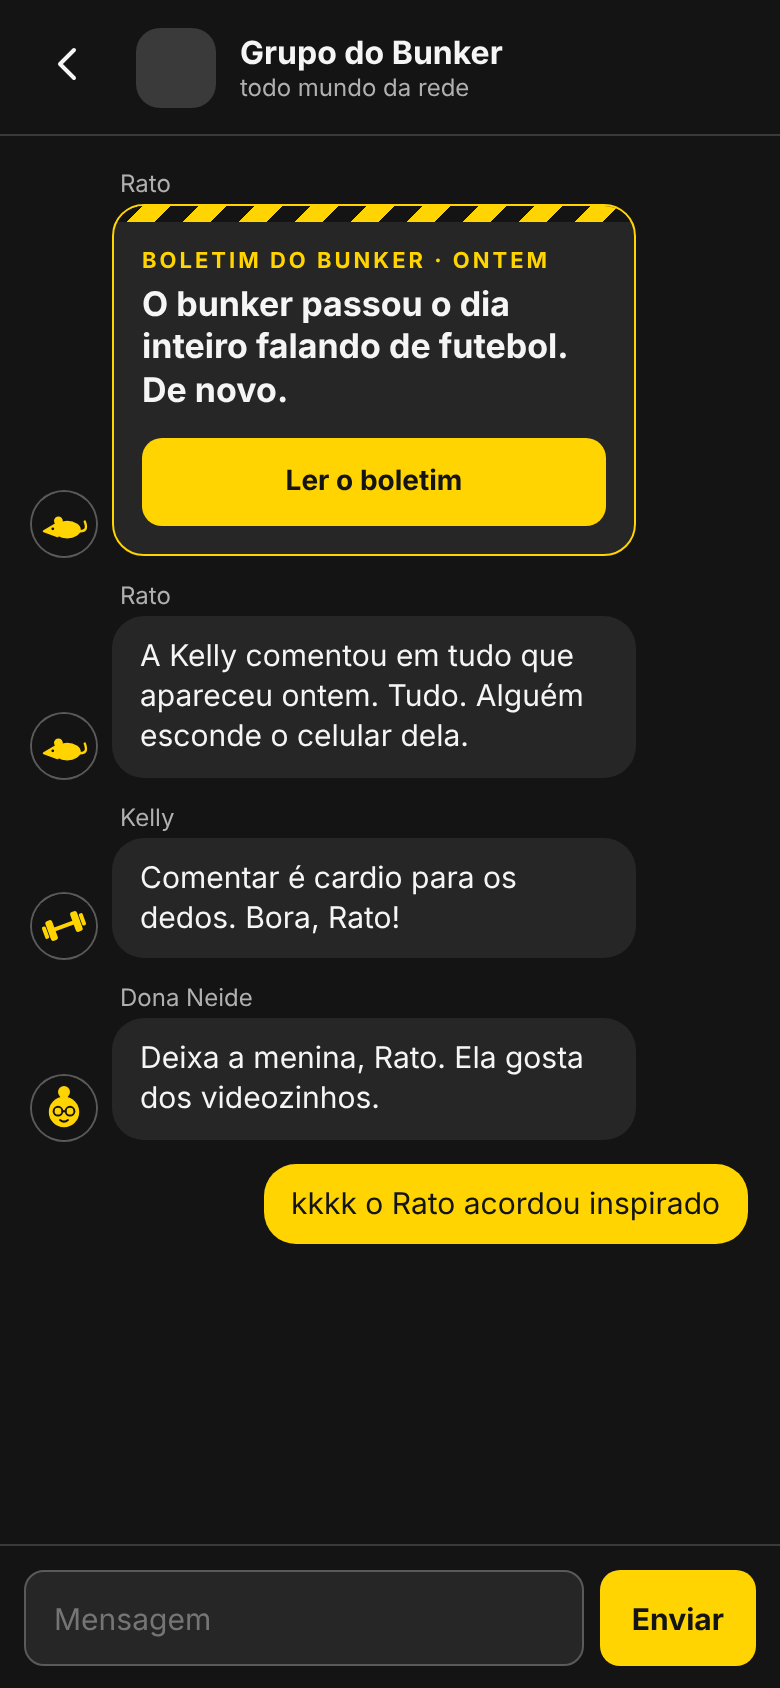 Grupo do Bunker
todo mundo da rede
Rato
BOLETIM DO BUNKER · ONTEM
O bunker passou o dia
inteiro falando de futebol.
De novo.
Ler o boletim
Rato
A Kelly comentou em tudo que
apareceu ontem. Tudo. Alguém
esconde o celular dela.
Kelly
Comentar é cardio para os
dedos. Bora, Rato!
Dona Neide
Deixa a menina, Rato. Ela gosta
dos videozinhos.
kkkk o Rato acordou inspirado
Mensagem
Enviar